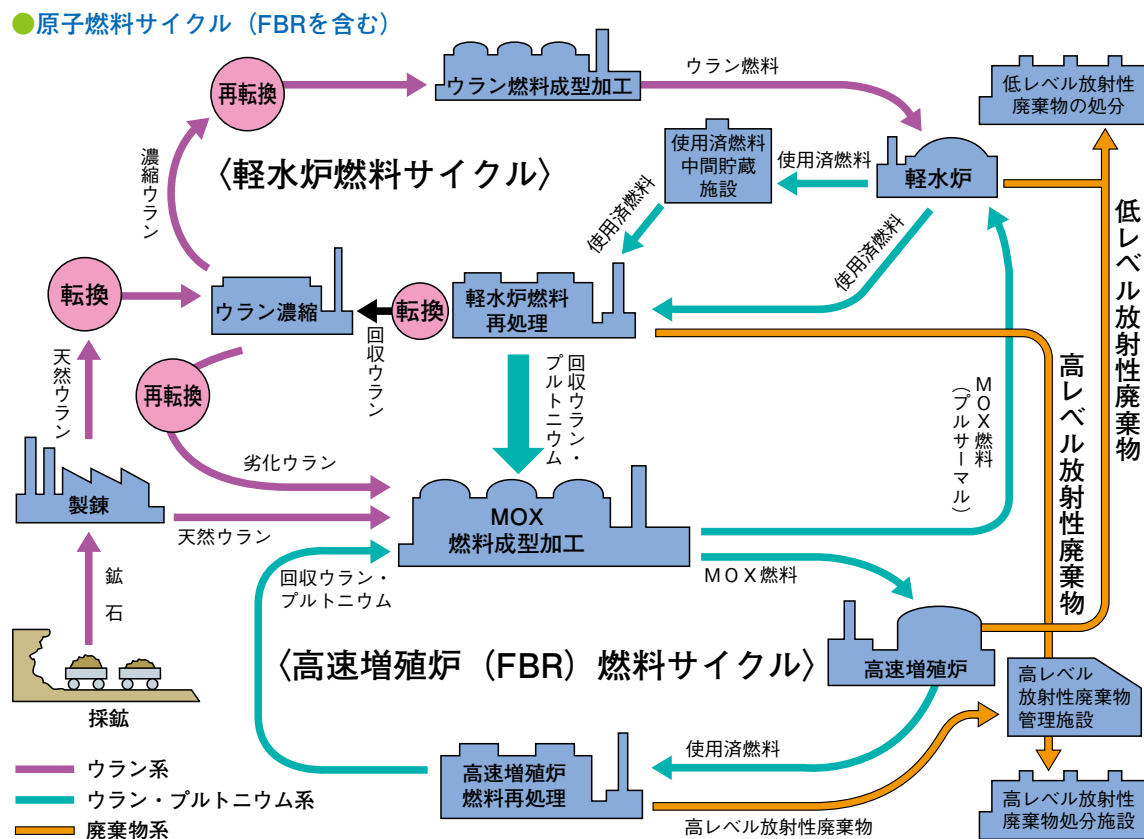 ●原子燃料サイクル（FBRを含む）
再転換
ウラン燃料成型加工
ウラン燃料
低レベル放射性
廃棄物の処分
濃縮ウラン
〈軽水炉燃料サイクル〉
使用済燃料
中間貯蔵
施設
使用済燃料
軽水炉
使用済燃料
使用済燃料
低レベル放射性廃棄物
転換
ウラン濃縮
転換
回収ウラン
軽水炉燃料
再処理
天然ウラン
再転換
回収ウラン・
プルトニウム
MOX燃料
（プルサーマル）
高レベル放射性廃棄物
劣化ウラン
製錬
天然ウラン
MOX
燃料成型加工
鉱石
回収ウラン・
プルトニウム
MOX燃料
〈高速増殖炉（FBR）燃料サイクル〉
高速増殖炉
高レベル
放射性廃棄物
管理施設
採鉱
使用済燃料
高速増殖炉
燃料再処理
高レベル放射性廃棄物
高レベル放射性
廃棄物処分施設
ウラン系
ウラン・プルトニウム系
廃棄物系